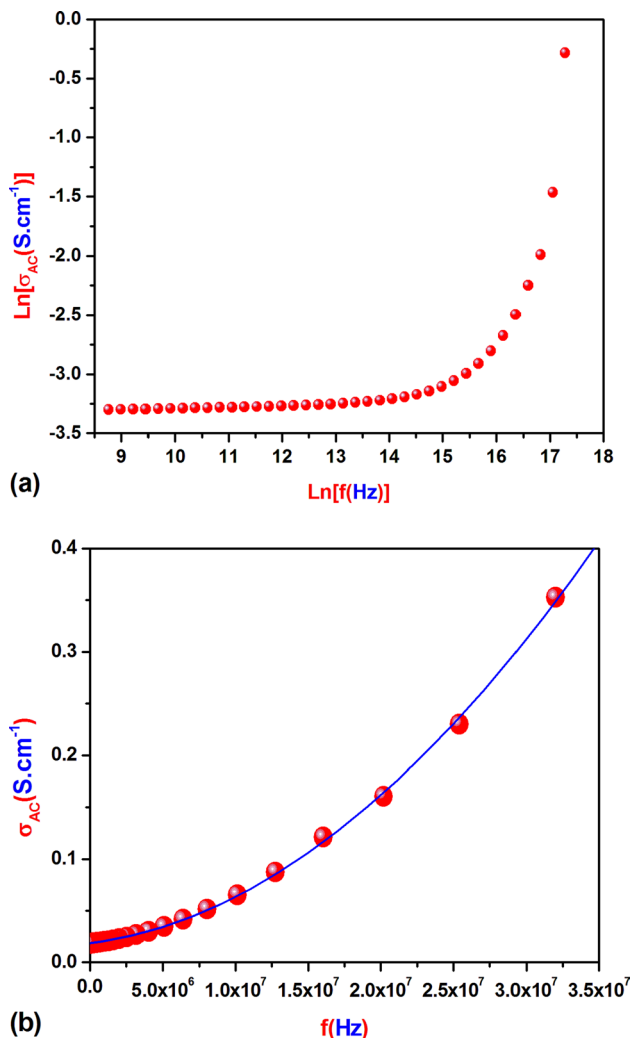 0.0
-0.5
-1.0
-1.5
-2.0
-2.5
-3.0
-3.5
Ln[σAC(S.cm-1)]
9 10 11 12 13 14 15 16 17 18
Ln[f(Hz)]
(a)
0.4
0.3
0.2
0.1
0.0
σAC(S.cm-1)
0.0 5.0x10⁶ 1.0x10⁷ 1.5x10⁷ 2.0x10⁷ 2.5x10⁷ 3.0x10⁷ 3.5x10⁷
f(Hz)
(b)